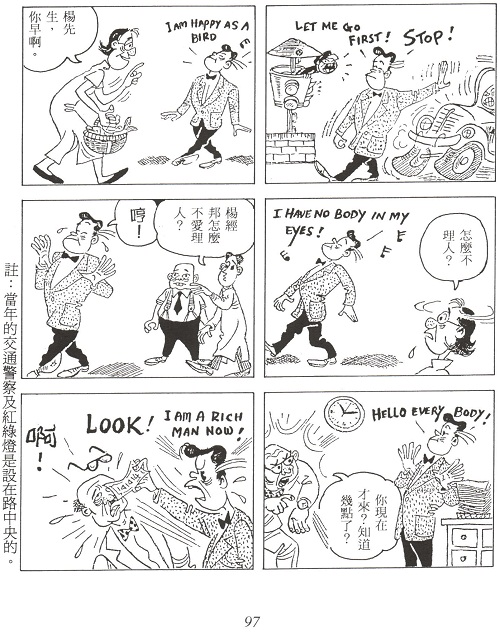 楊先
生、
你早啊。
I AM HAPPY AS A
BIRD
LET ME GO
FIRST!
STOP!
楊經
邦怎麼
不愛理
人？
哼！
I HAVE NO BODY IN MY
EYES!
怎麼不
理人？
啊！
LOOK!
I AM A RICH
MAN NOW!
HELLO EVERY BODY!
你現在
才來？知道
幾點了？
註：當年的交通警察及紅綠燈是設在路中央的。
97